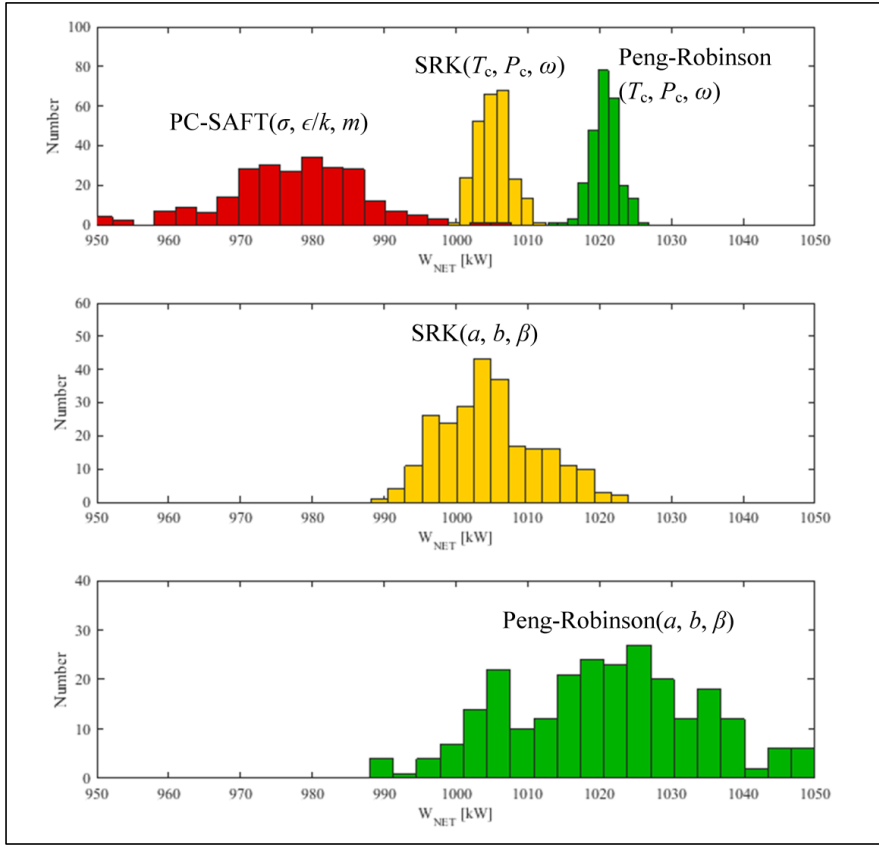 100
80
60
40
20
0
Number
SRK(Tc, Pc, ω)
Peng-Robinson
(Tc, Pc, ω)
PC-SAFT(σ, ϵ/k, m)
950 960 970 980 990 1000 1010 1020 1030 1040 1050
WNET [kW]
60
50
40
30
20
10
0
Number
SRK(a, b, β)
950 960 970 980 990 1000 1010 1020 1030 1040 1050
WNET [kW]
40
30
20
10
0
Number
Peng-Robinson(a, b, β)
950 960 970 980 990 1000 1010 1020 1030 1040 1050
WNET [kW]